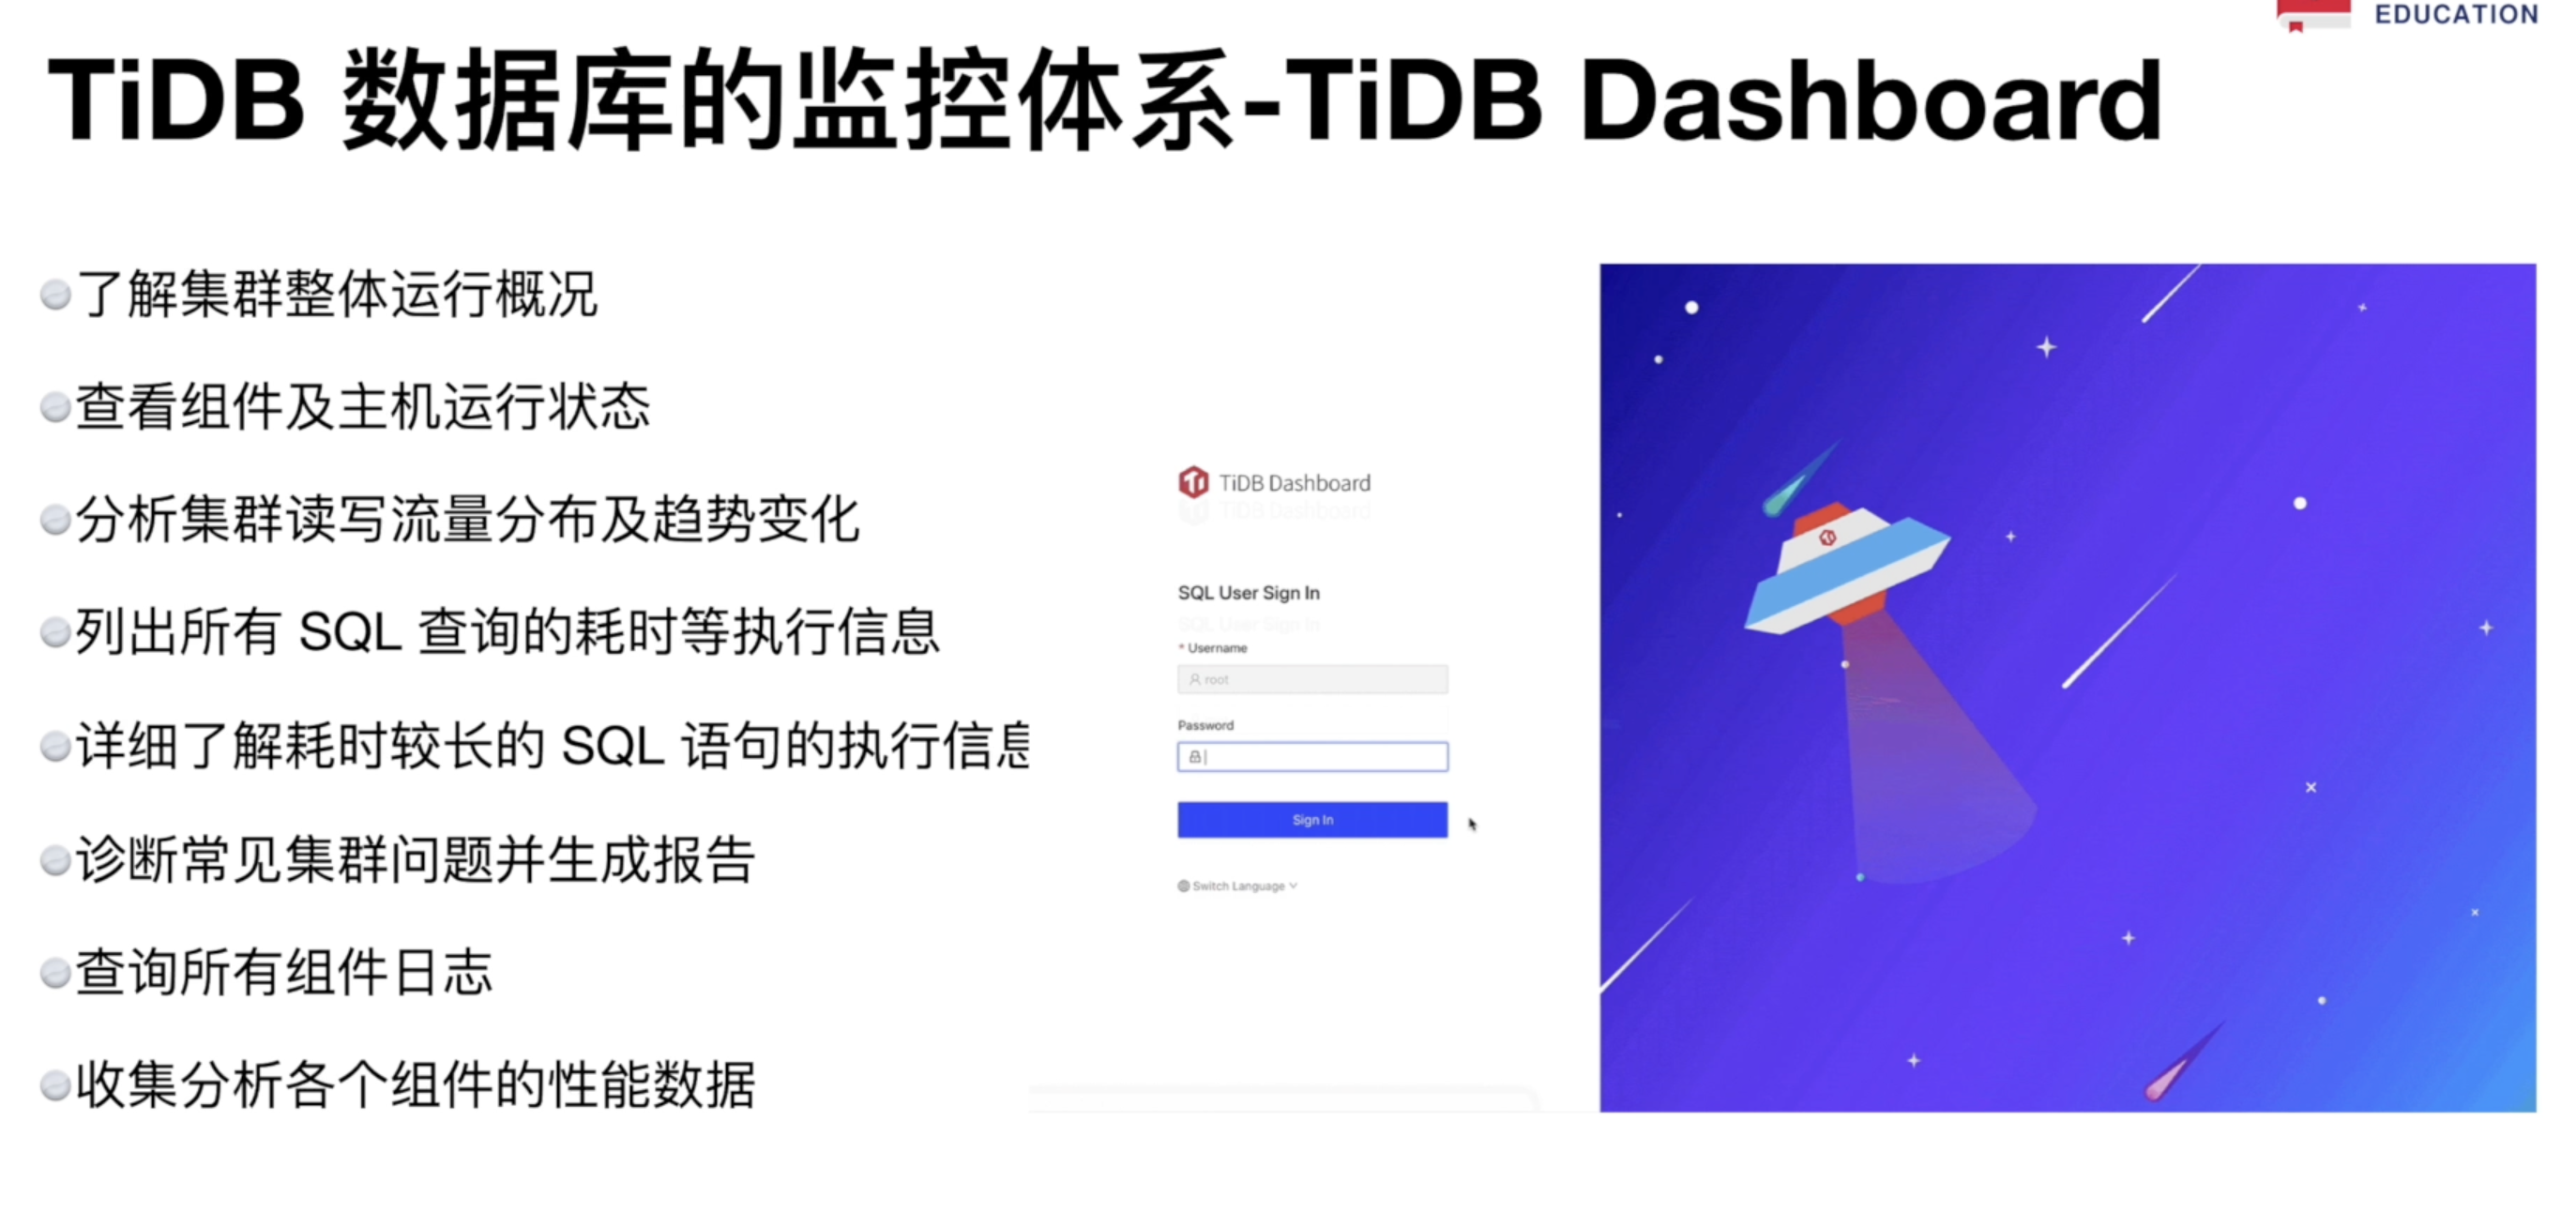 EDUCATION
TiDB 数据库的监控体系-TiDB Dashboard
了解集群整体运行概况
查看组件及主机运行状态
分析集群读写流量分布及趋势变化
列出所有 SQL 查询的耗时等执行信息
详细了解耗时较长的 SQL 语句的执行信息
诊断常见集群问题并生成报告
查询所有组件日志
收集分析各个组件的性能数据
TiDB Dashboard
TiDB Dashboard
SQL User Sign In
SQL User Sign In
* Username
root
Password
Sign In
Switch Language